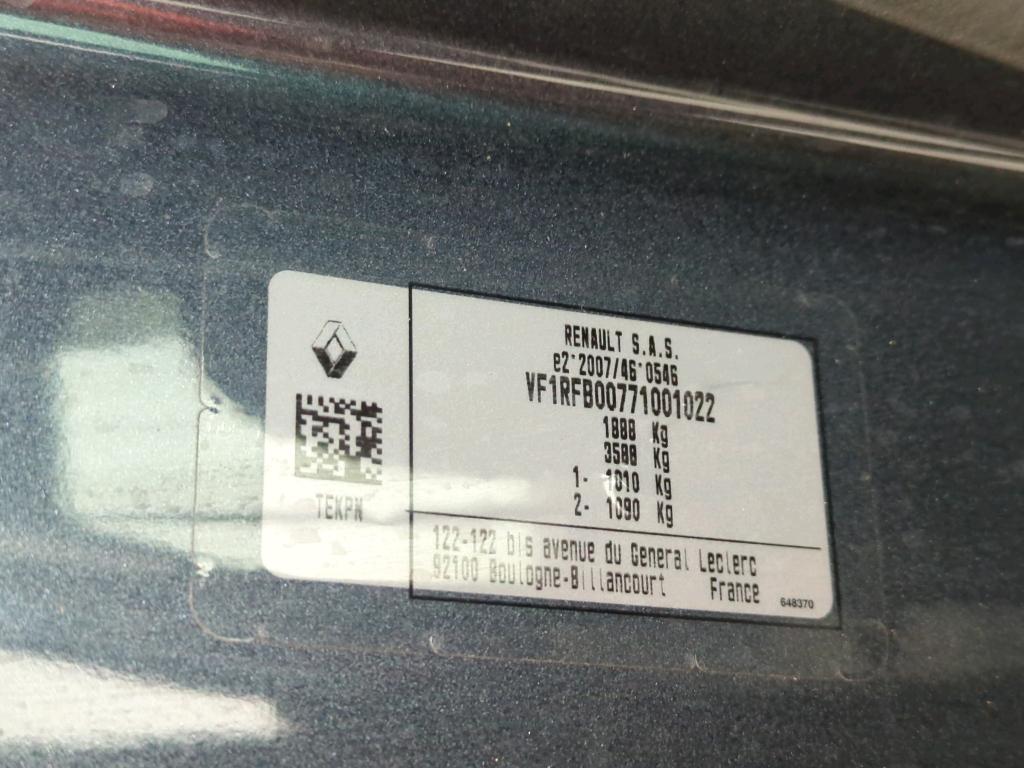 RENAULT S.A.S.
e2*2007/46*0546
VF1RFB00771001022
1888 Kg
3588 Kg
1- 1010 Kg
2- 1090 Kg
TEKPN
122-122 bis avenue du General Leclerc
92100 Boulogne-Billancourt France
648370